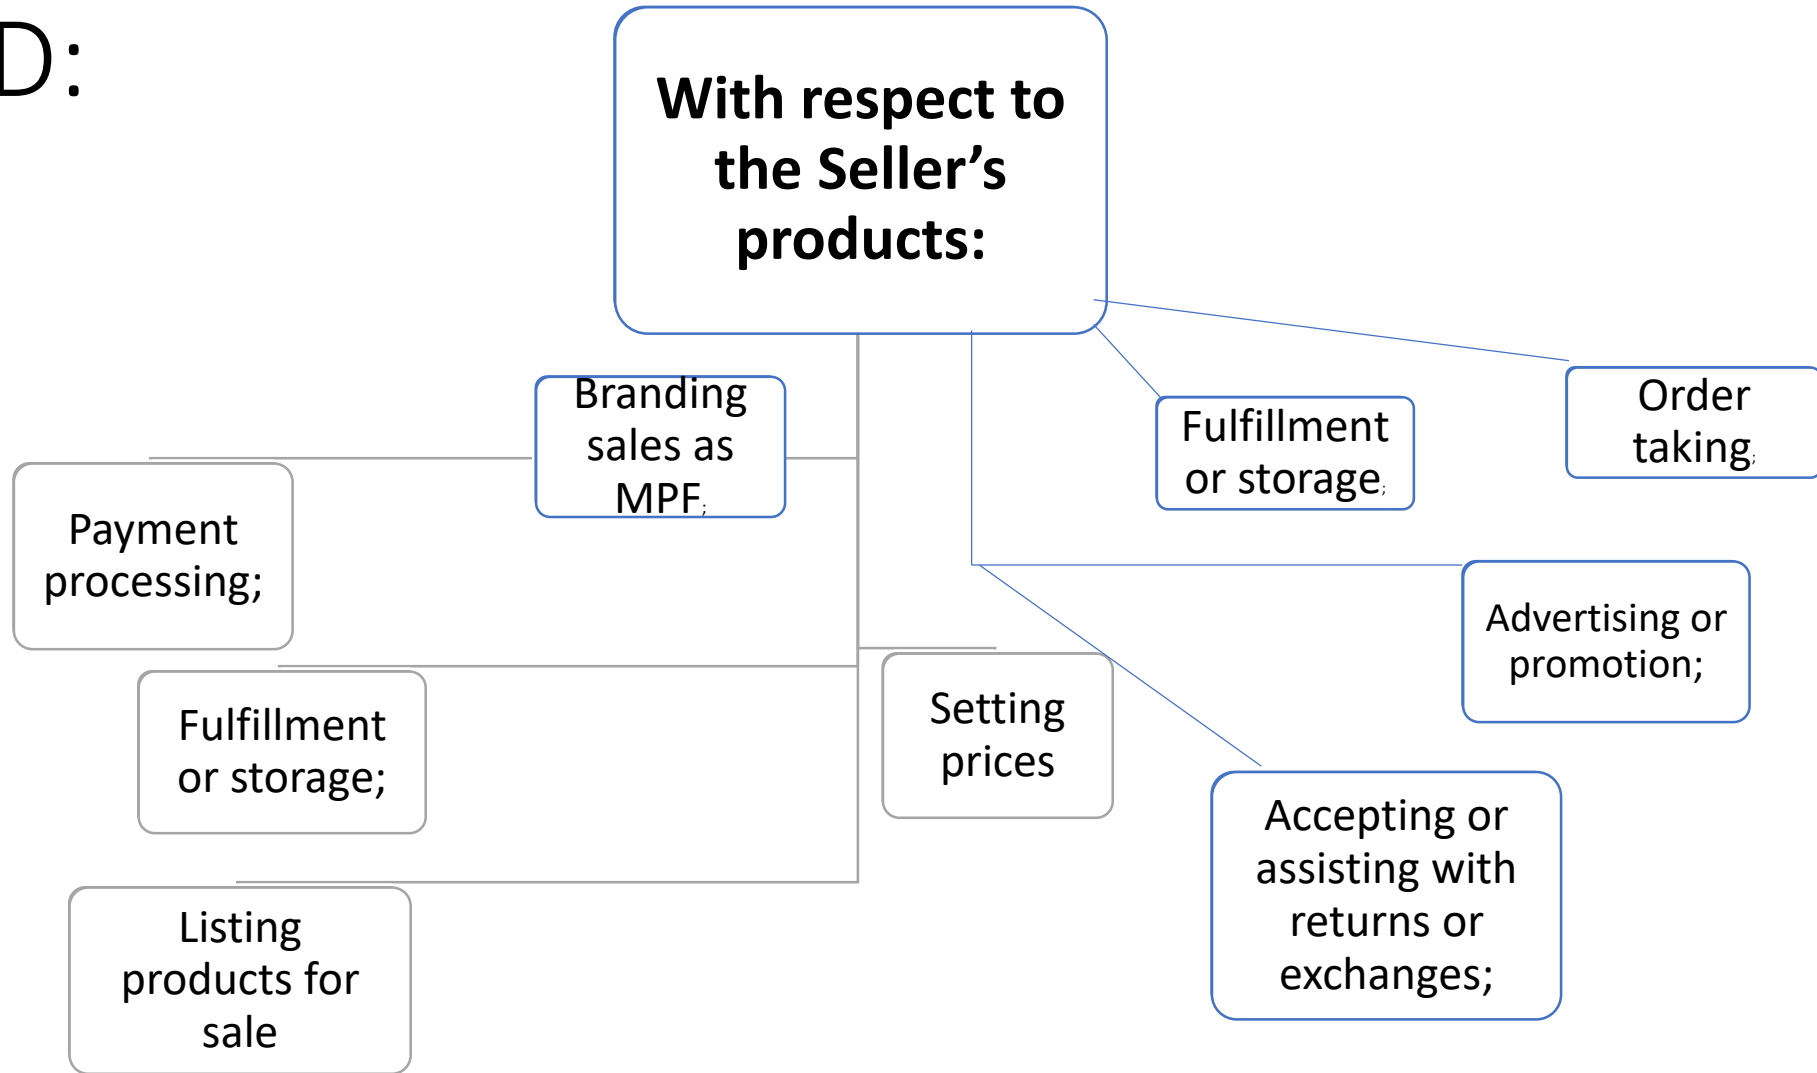 D:
With respect to
the Seller’s
products:
Branding
sales as
MPF;
Fulfillment
or storage;
Order
taking;
Payment
processing;
Advertising or
promotion;
Fulfillment
or storage;
Setting
prices
Accepting or
assisting with
returns or
exchanges;
Listing
products for
sale